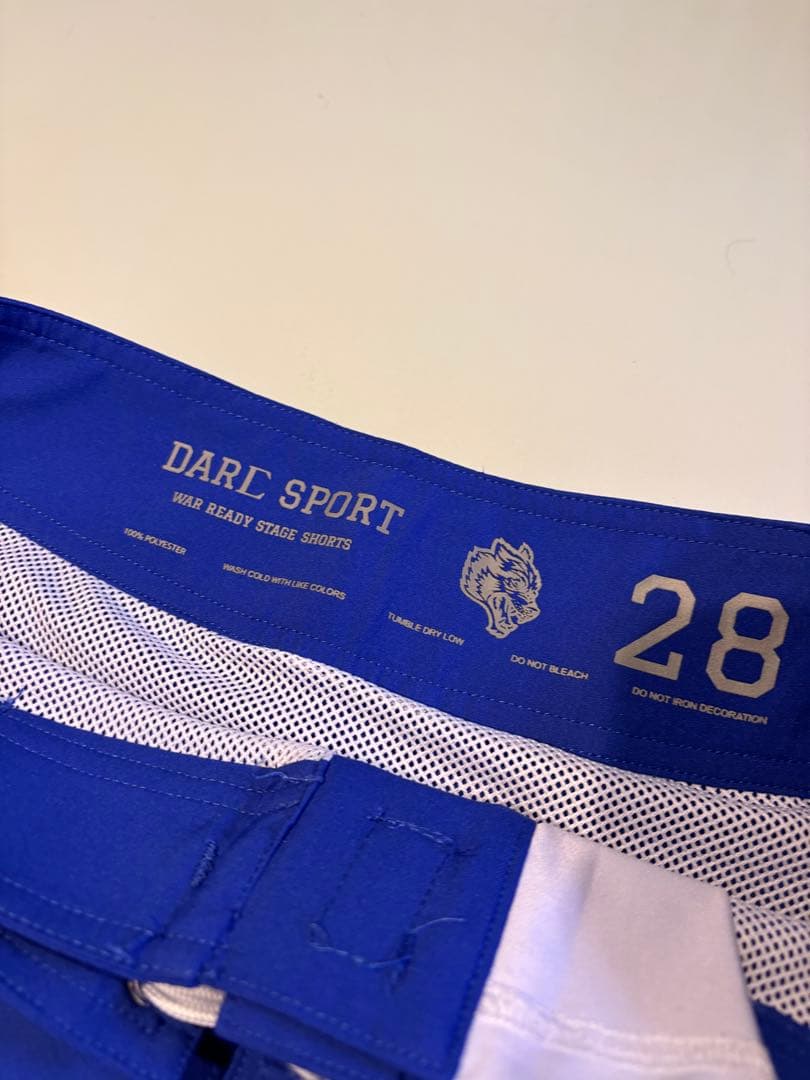 DARC SPORT
WAR READY STAGE SHORTS
100% POLYESTER
WASH COLD WITH LIKE COLORS
TUMBLE DRY LOW
DO NOT BLEACH
28
DO NOT IRON DECORATION